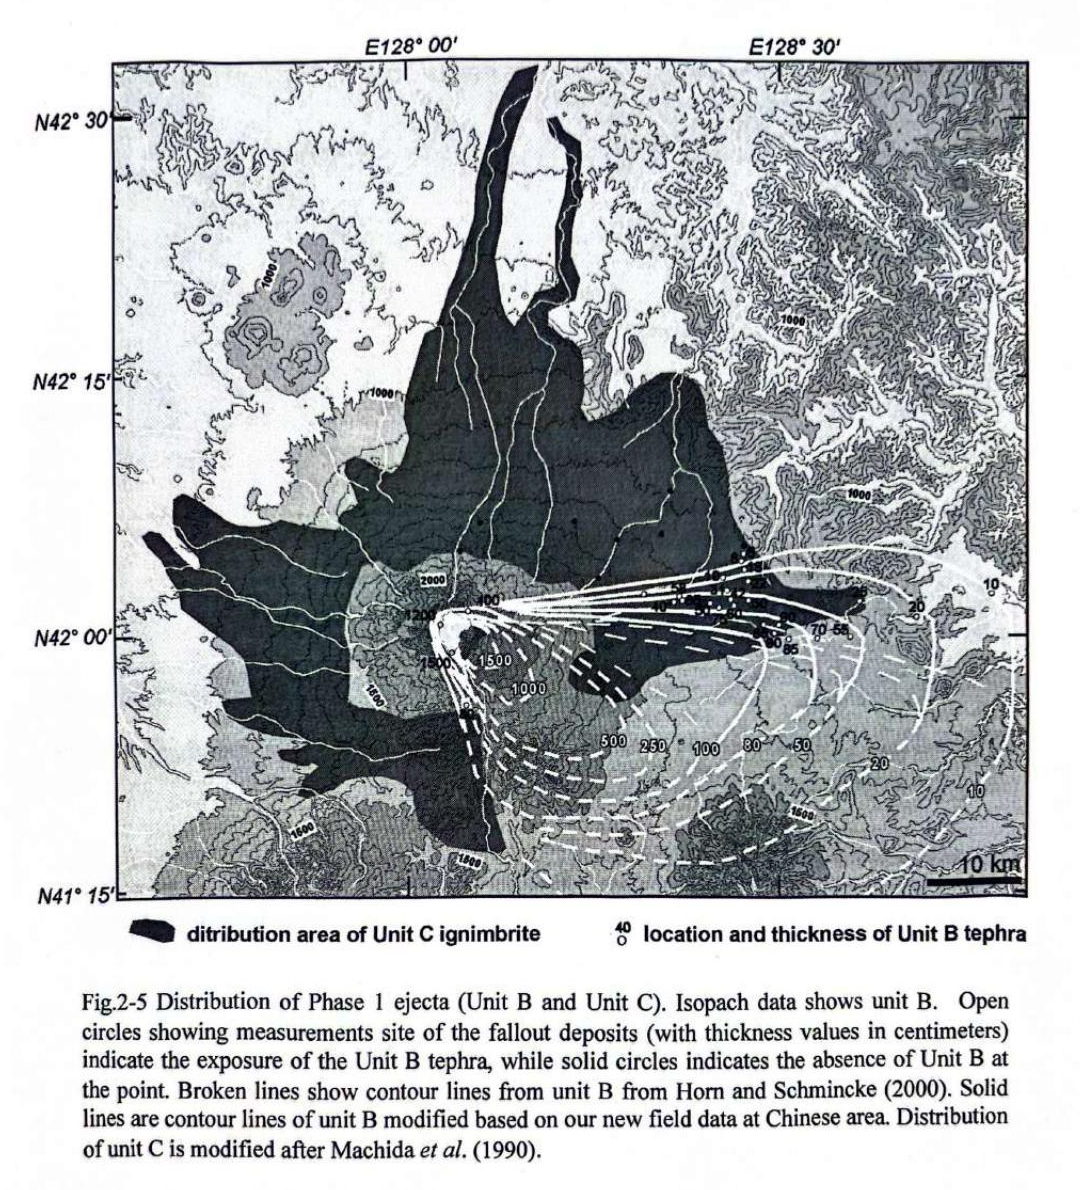 E128° 00' E128° 30'
N42° 30'
1000
1000
N42° 15'
1000
1000
2000
400
1200
10
20
N42° 00'
70 55
85
1500
1500
1000
1500
500 250 100 80 50
20
10
1500
1500
1500
10 km
N41° 15'
ditribution area of Unit C ignimbrite
40
location and thickness of Unit B tephra
Fig.2-5 Distribution of Phase 1 ejecta (Unit B and Unit C). Isopach data shows unit B. Open
circles showing measurements site of the fallout deposits (with thickness values in centimeters)
indicate the exposure of the Unit B tephra, while solid circles indicates the absence of Unit B at
the point. Broken lines show contour lines from unit B from Horn and Schmincke (2000). Solid
lines are contour lines of unit B modified based on our new field data at Chinese area. Distribution
of unit C is modified after Machida et al. (1990).